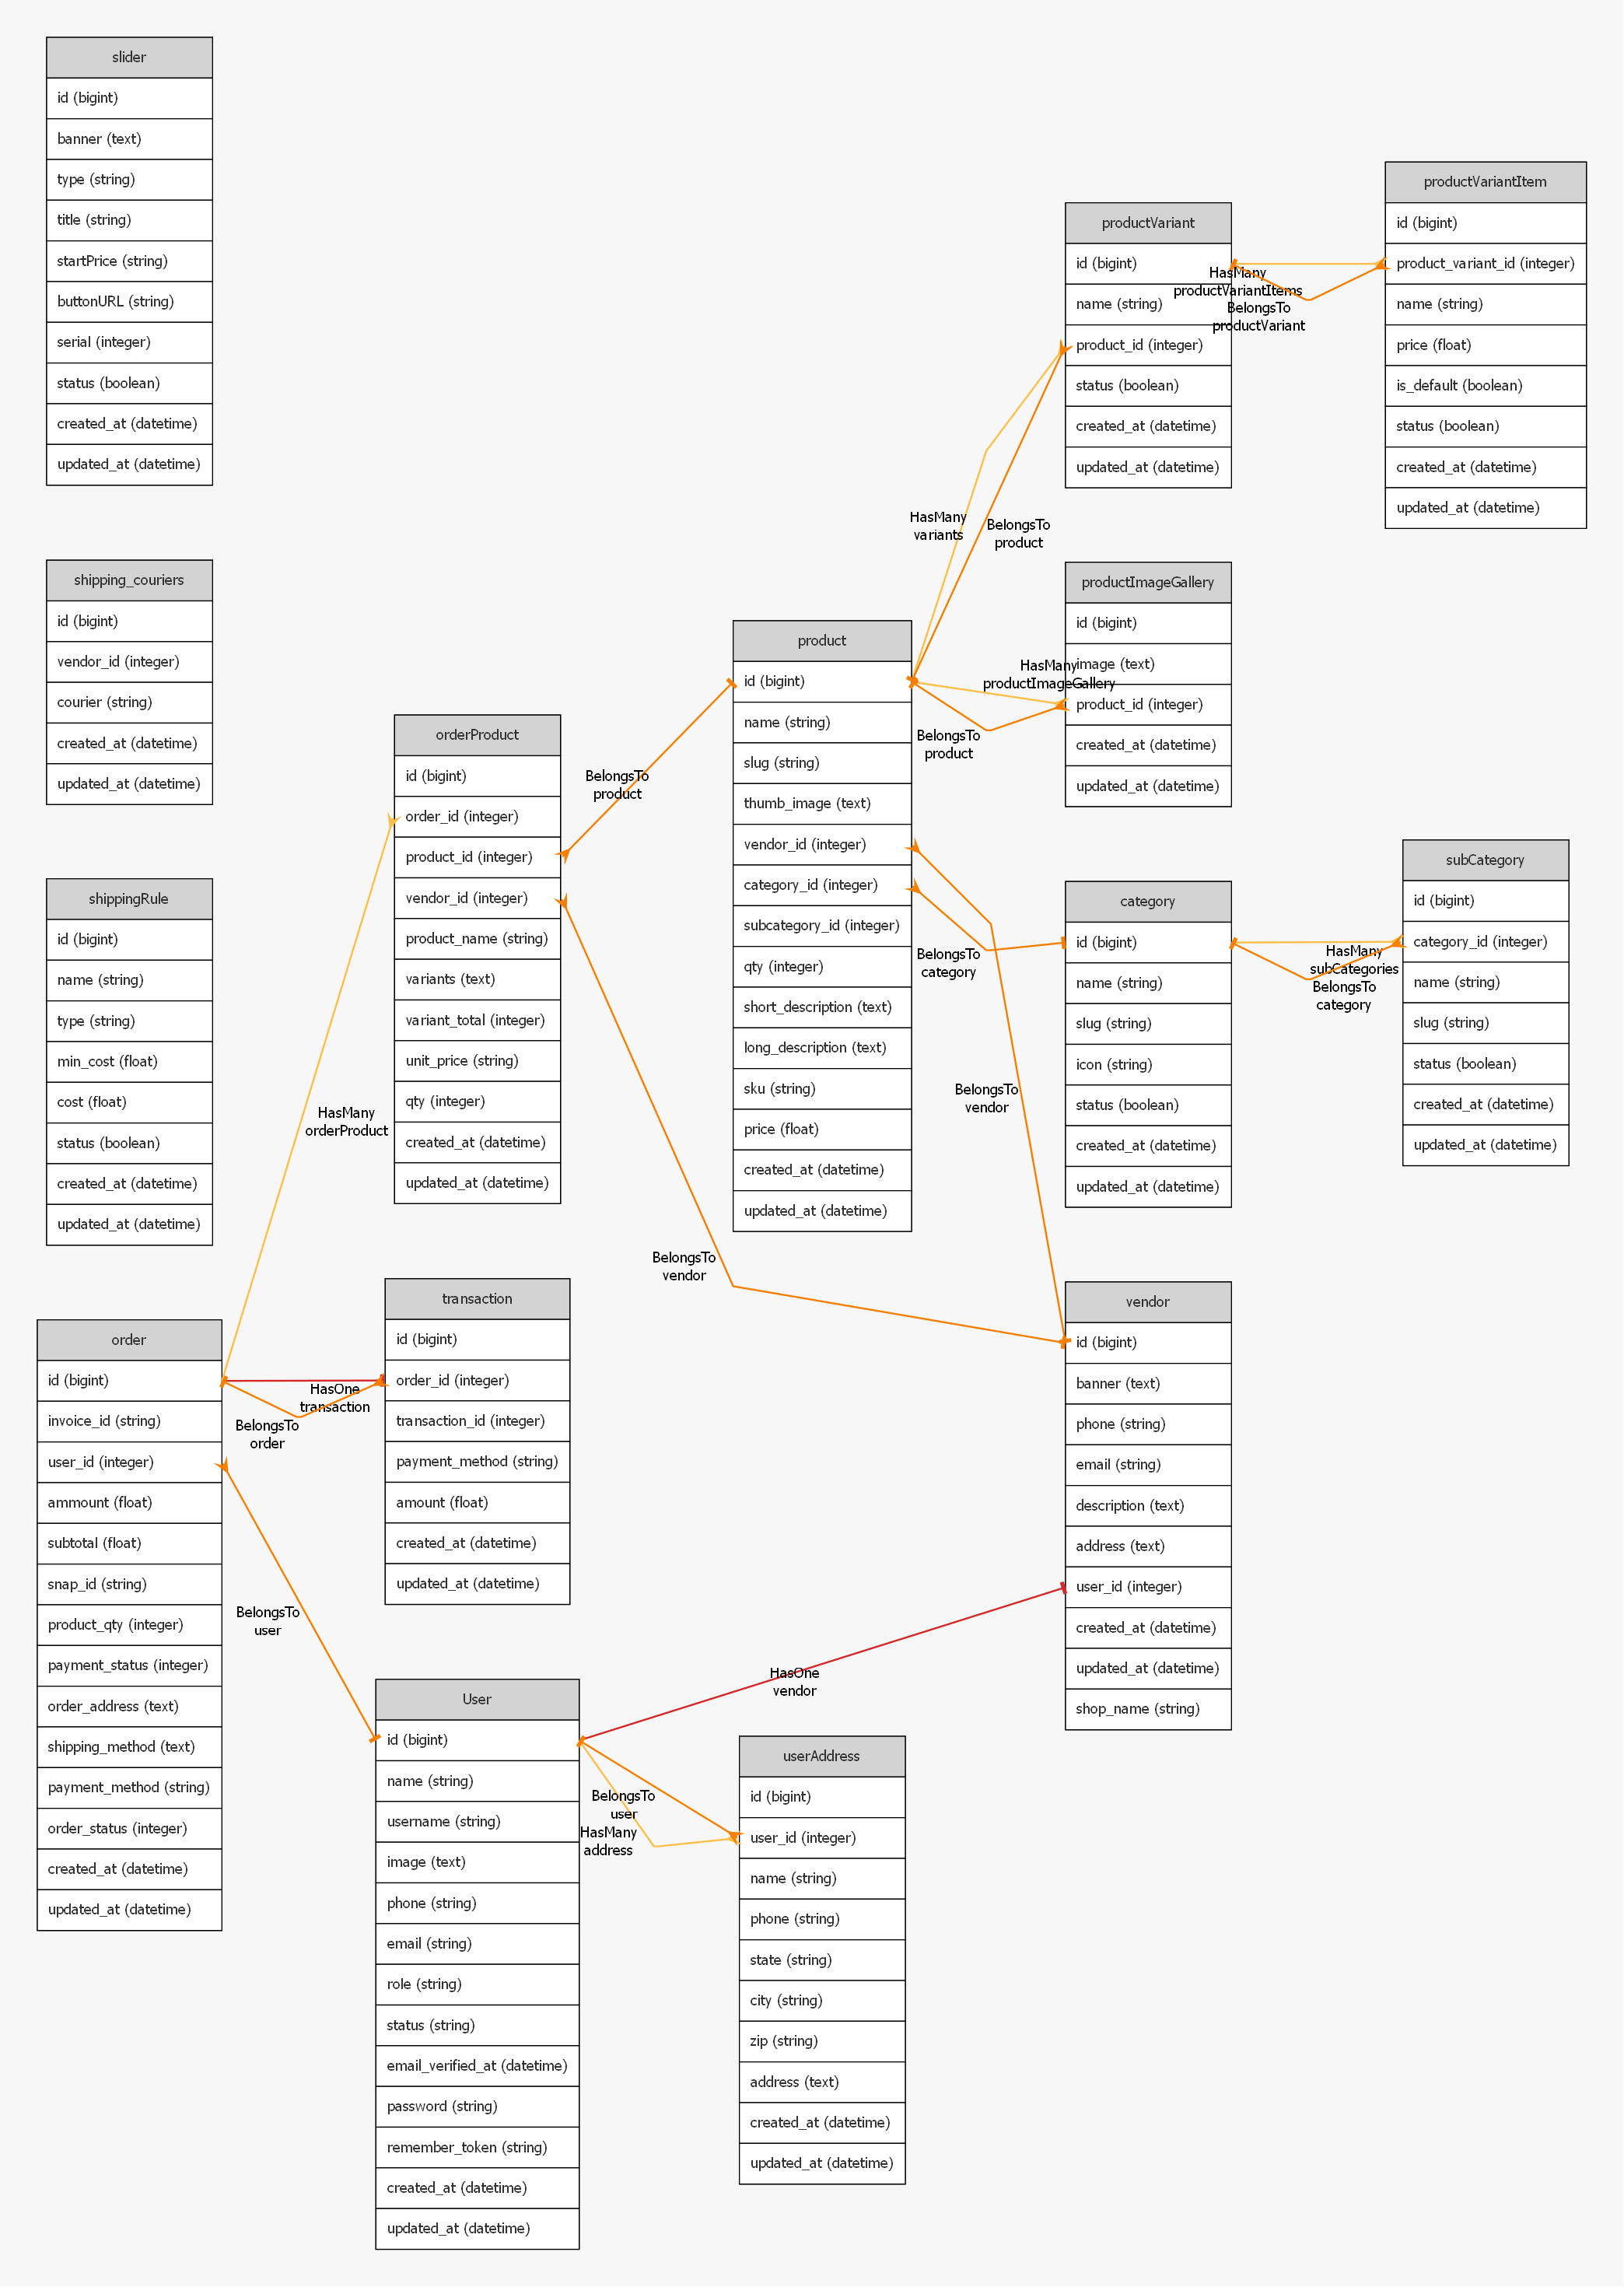 slider
id (bigint)
banner (text)
type (string)
title (string)
startPrice (string)
buttonURL (string)
serial (integer)
status (boolean)
created_at (datetime)
updated_at (datetime)
shipping_couriers
id (bigint)
vendor_id (integer)
courier (string)
created_at (datetime)
updated_at (datetime)
shippingRule
id (bigint)
name (string)
type (string)
min_cost (float)
cost (float)
status (boolean)
created_at (datetime)
updated_at (datetime)
order
id (bigint)
invoice_id (string)
user_id (integer)
ammount (float)
subtotal (float)
snap_id (string)
product_qty (integer)
payment_status (integer)
order_address (text)
shipping_method (text)
payment_method (string)
order_status (integer)
created_at (datetime)
updated_at (datetime)
HasMany
orderProduct
HasOne
transaction
BelongsTo
order
BelongsTo
user
orderProduct
id (bigint)
order_id (integer)
product_id (integer)
vendor_id (integer)
product_name (string)
variants (text)
variant_total (integer)
unit_price (string)
qty (integer)
created_at (datetime)
updated_at (datetime)
transaction
id (bigint)
order_id (integer)
transaction_id (integer)
payment_method (string)
amount (float)
created_at (datetime)
updated_at (datetime)
User
id (bigint)
name (string)
username (string)
image (text)
phone (string)
email (string)
role (string)
status (string)
email_verified_at (datetime)
password (string)
remember_token (string)
created_at (datetime)
updated_at (datetime)
BelongsTo
product
BelongsTo
vendor
HasOne
vendor
BelongsTo
user
HasMany
address
product
id (bigint)
name (string)
slug (string)
thumb_image (text)
vendor_id (integer)
category_id (integer)
subcategory_id (integer)
qty (integer)
short_description (text)
long_description (text)
sku (string)
price (float)
created_at (datetime)
updated_at (datetime)
userAddress
id (bigint)
user_id (integer)
name (string)
phone (string)
state (string)
city (string)
zip (string)
address (text)
created_at (datetime)
updated_at (datetime)
HasMany
variants
BelongsTo
product
HasMany
productImageGallery
BelongsTo
product
BelongsTo
category
BelongsTo
vendor
productVariant
id (bigint)
name (string)
product_id (integer)
status (boolean)
created_at (datetime)
updated_at (datetime)
HasMany
productVariantItems
BelongsTo
productVariant
productImageGallery
id (bigint)
image (text)
product_id (integer)
created_at (datetime)
updated_at (datetime)
category
id (bigint)
name (string)
slug (string)
icon (string)
status (boolean)
created_at (datetime)
updated_at (datetime)
HasMany
subCategories
BelongsTo
category
vendor
id (bigint)
banner (text)
phone (string)
email (string)
description (text)
address (text)
user_id (integer)
created_at (datetime)
updated_at (datetime)
shop_name (string)
productVariantItem
id (bigint)
product_variant_id (integer)
name (string)
price (float)
is_default (boolean)
status (boolean)
created_at (datetime)
updated_at (datetime)
subCategory
id (bigint)
category_id (integer)
name (string)
slug (string)
status (boolean)
created_at (datetime)
updated_at (datetime)